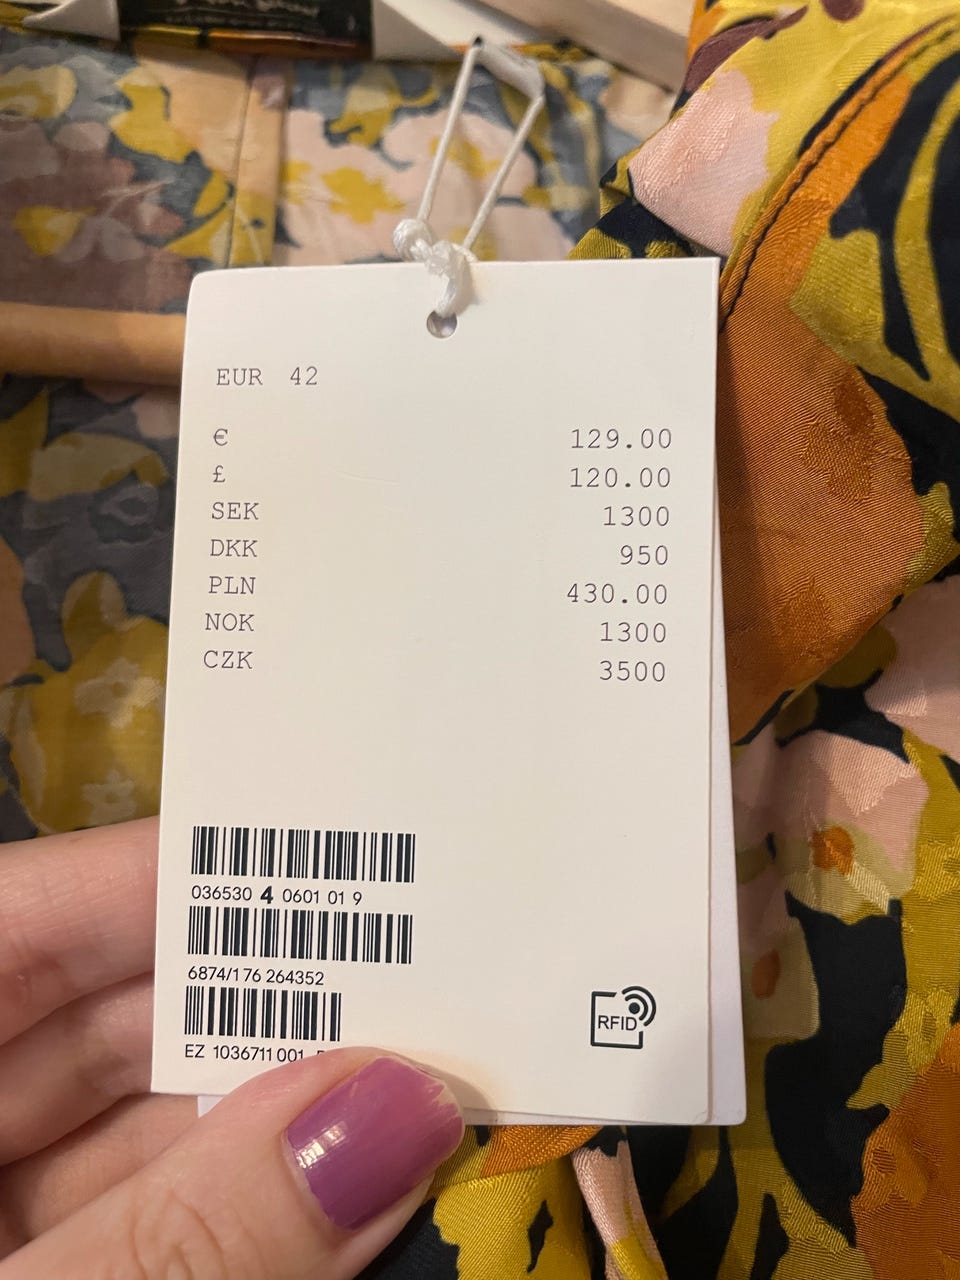 EUR 42
€ 129.00
£ 120.00
SEK 1300
DKK 950
PLN 430.00
NOK 1300
CZK 3500
036530 4 0601 01 9
6874/176 264352
EZ 1036711 001
RFID